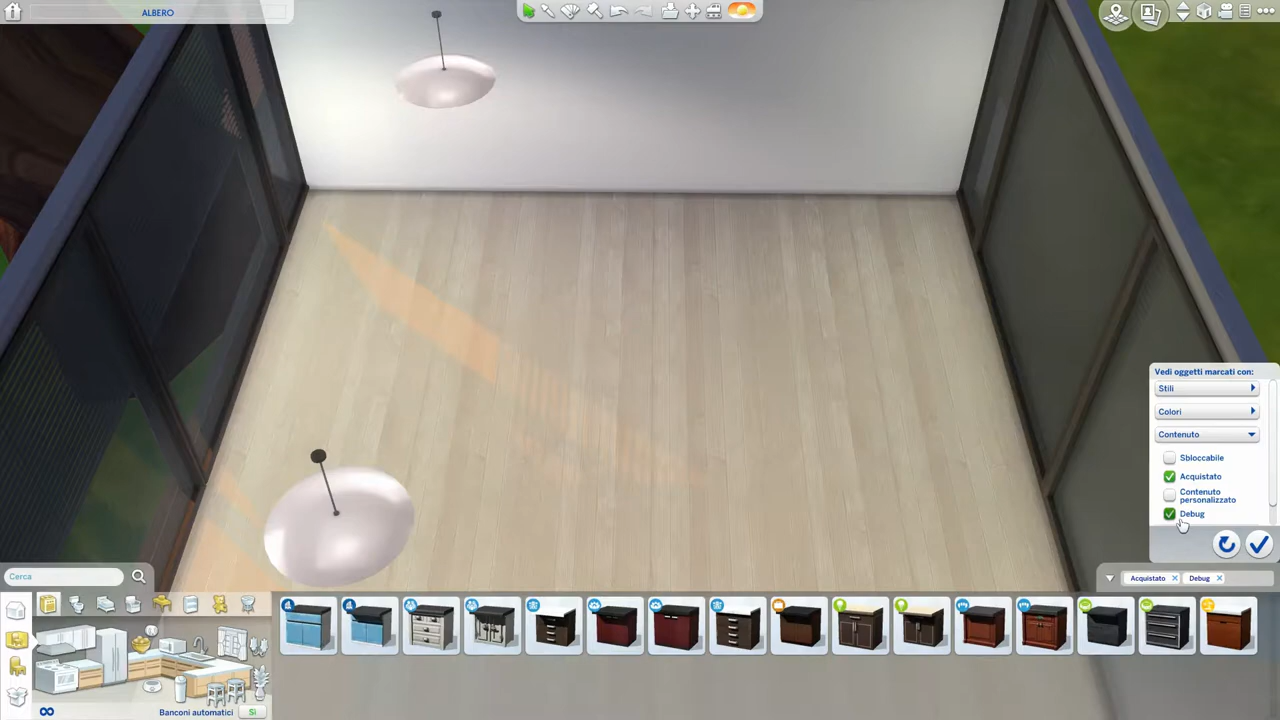 ALBERO
Vedi oggetti marcati con:
Stili
Colori
Contenuto
Sbloccabile
Acquistato
Contenuto
personalizzato
Debug
Cerca
Acquistato
Debug
Banconi automatici
Sì